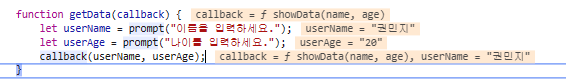 function getData(callback) { callback = ƒ showData(name, age)
let userName = prompt("이름을 입력하세요."); userName = "권민지"
let userAge = prompt("나이를 입력하세요."); userAge = "20"
callback(userName, userAge); callback = ƒ showData(name, age), userName = "권민지"
}